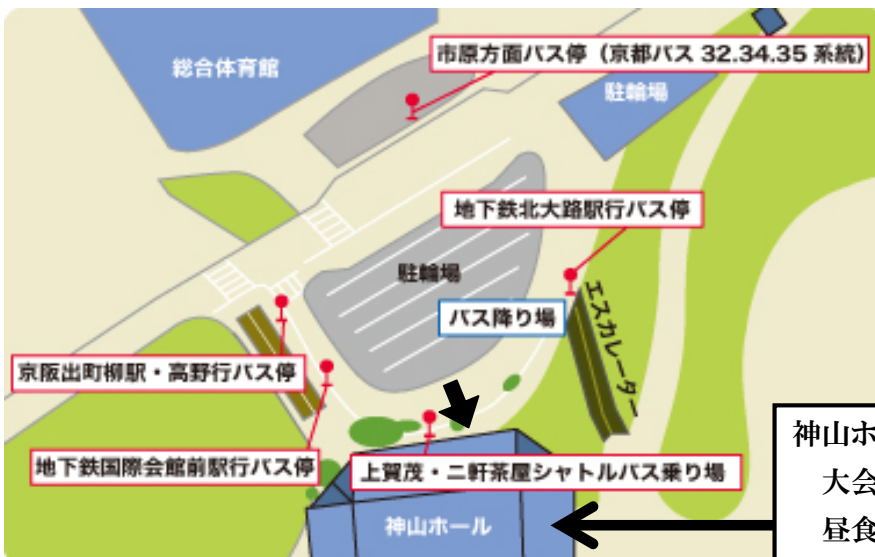 総合体育館
市原方面バス停（京都バス 32.34.35 系統）
駐輪場
地下鉄北大路駅行バス停
駐輪場
バス降り場
エスカレーター
京阪出町柳駅・高野行バス停
地下鉄国際会館前駅行バス停
上賀茂・二軒茶屋シャトルバス乗り場
神山ホール
神山ホ
大会
昼食